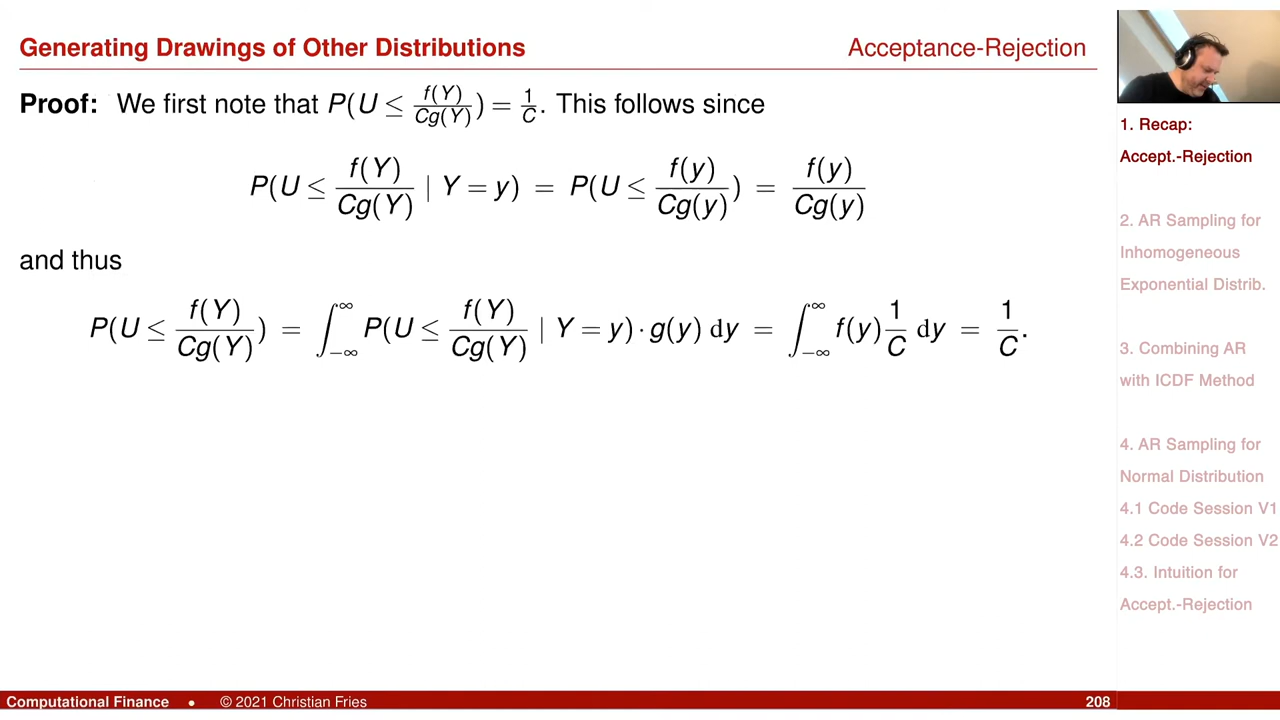 Generating Drawings of Other Distributions Acceptance-Rejection
Proof: We first note that P(U ≤ f(Y)/Cg(Y)) = 1/C. This follows since
P(U ≤ f(Y)/Cg(Y) | Y = y) = P(U ≤ f(y)/Cg(y)) = f(y)/Cg(y)
and thus
P(U ≤ f(Y)/Cg(Y)) = ∫_{−∞}^{∞} P(U ≤ f(Y)/Cg(Y) | Y = y) · g(y) dy = ∫_{−∞}^{∞} f(y) 1/C dy = 1/C.
1. Recap:
Accept.-Rejection
2. AR Sampling for
Inhomogeneous
Exponential Distrib.
3. Combining AR
with ICDF Method
4. AR Sampling for
Normal Distribution
4.1 Code Session V1
4.2 Code Session V2
4.3. Intuition for
Accept.-Rejection
Computational Finance • © 2021 Christian Fries 208